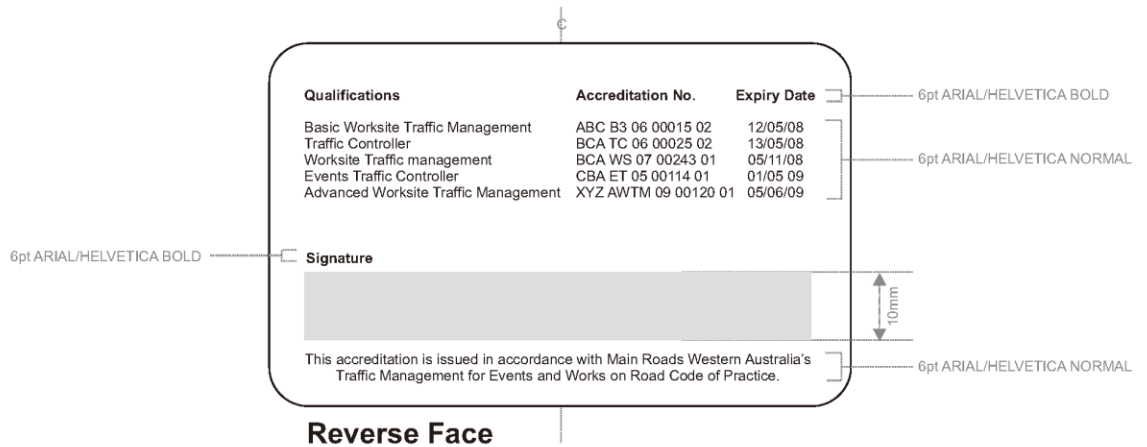 ℄
Qualifications Accreditation No. Expiry Date
6pt ARIAL/HELVETICA BOLD
Basic Worksite Traffic Management ABC B3 06 00015 02 12/05/08
Traffic Controller BCA TC 06 00025 02 13/05/08
Worksite Traffic management BCA WS 07 00243 01 05/11/08
6pt ARIAL/HELVETICA NORMAL
Events Traffic Controller CBA ET 05 00114 01 01/05 09
Advanced Worksite Traffic Management XYZ AWTM 09 00120 01 05/06/09
6pt ARIAL/HELVETICA BOLD
Signature
10mm
This accreditation is issued in accordance with Main Roads Western Australia's
Traffic Management for Events and Works on Road Code of Practice.
6pt ARIAL/HELVETICA NORMAL
Reverse Face